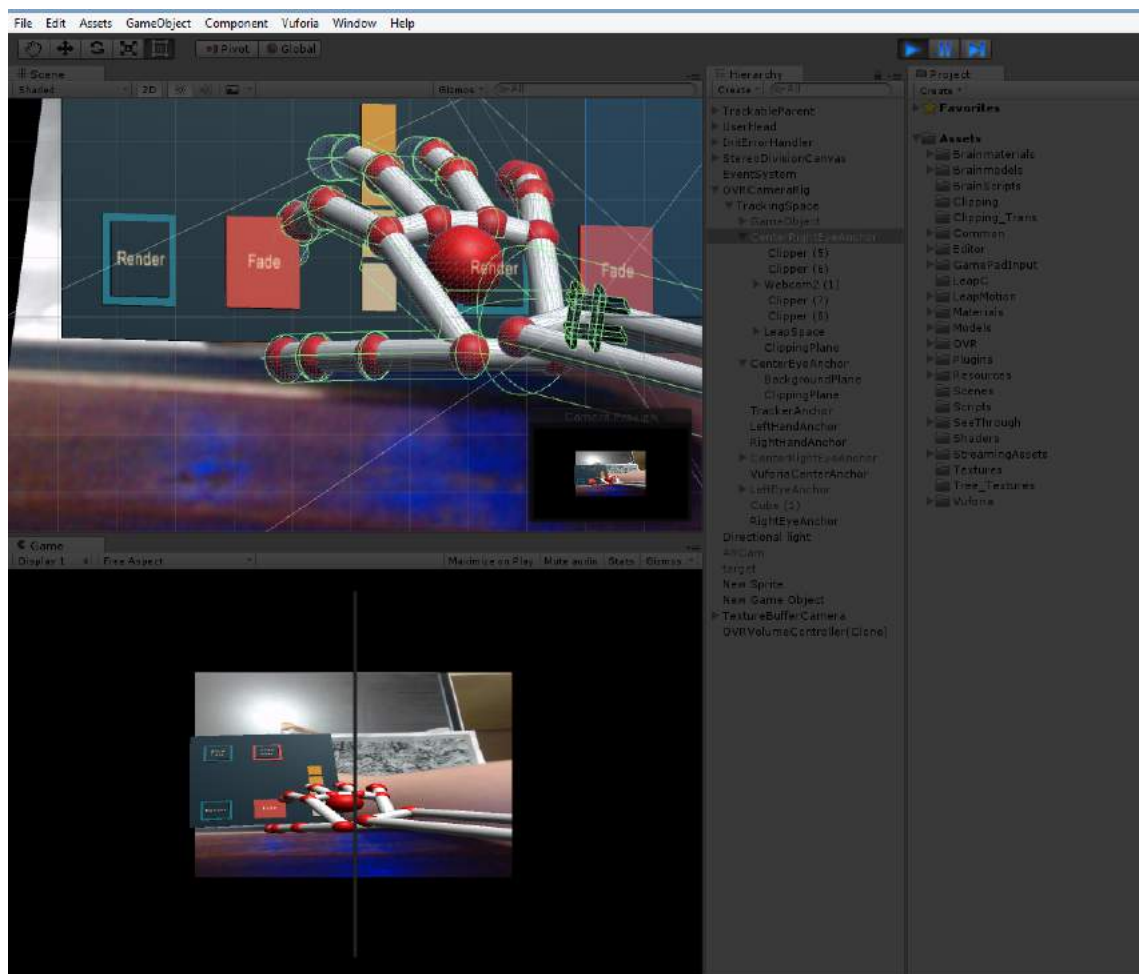 File Edit Assets GameObject Component Vuforia Window Help
Pivot Global
Scene
Shaded 2D Gizmos All
Render Fade Render Fade
Camera Preview
Game
Display 1 Free Aspect Maximize on Play Mute audio Stats Gizmos
Hierarchy
Create All
TrackableParent
UserHead
InitErrorHandler
StereoDivisionCanvas
EventSystem
OVRCameraRig
TrackingSpace
GameObject
CenterRightEyeAnchor
Clipper (5)
Clipper (6)
Webcam2 (1)
Clipper (7)
Clipper (8)
LeapSpace
ClippingPlane
CenterEyeAnchor
BackgroundPlane
ClippingPlane
TrackerAnchor
LeftHandAnchor
RightHandAnchor
CenterRightEyeAnchor
VuforiaCenterAnchor
LeftEyeAnchor
Cube (1)
RightEyeAnchor
Directional light
ARCam
target
New Sprite
New Game Object
TextureBufferCamera
OVRVolumeController(Clone)
Project
Create
Favorites
Assets
Brainmaterials
Brainmodels
BrainScripts
Clipping
Clipping_Trans
Common
Editor
GamePadInput
LeapC
LeapMotion
Materials
Models
OVR
Plugins
Resources
Scenes
Scripts
SeeThrough
Shaders
StreamingAssets
Textures
Tree_Textures
Vuforia